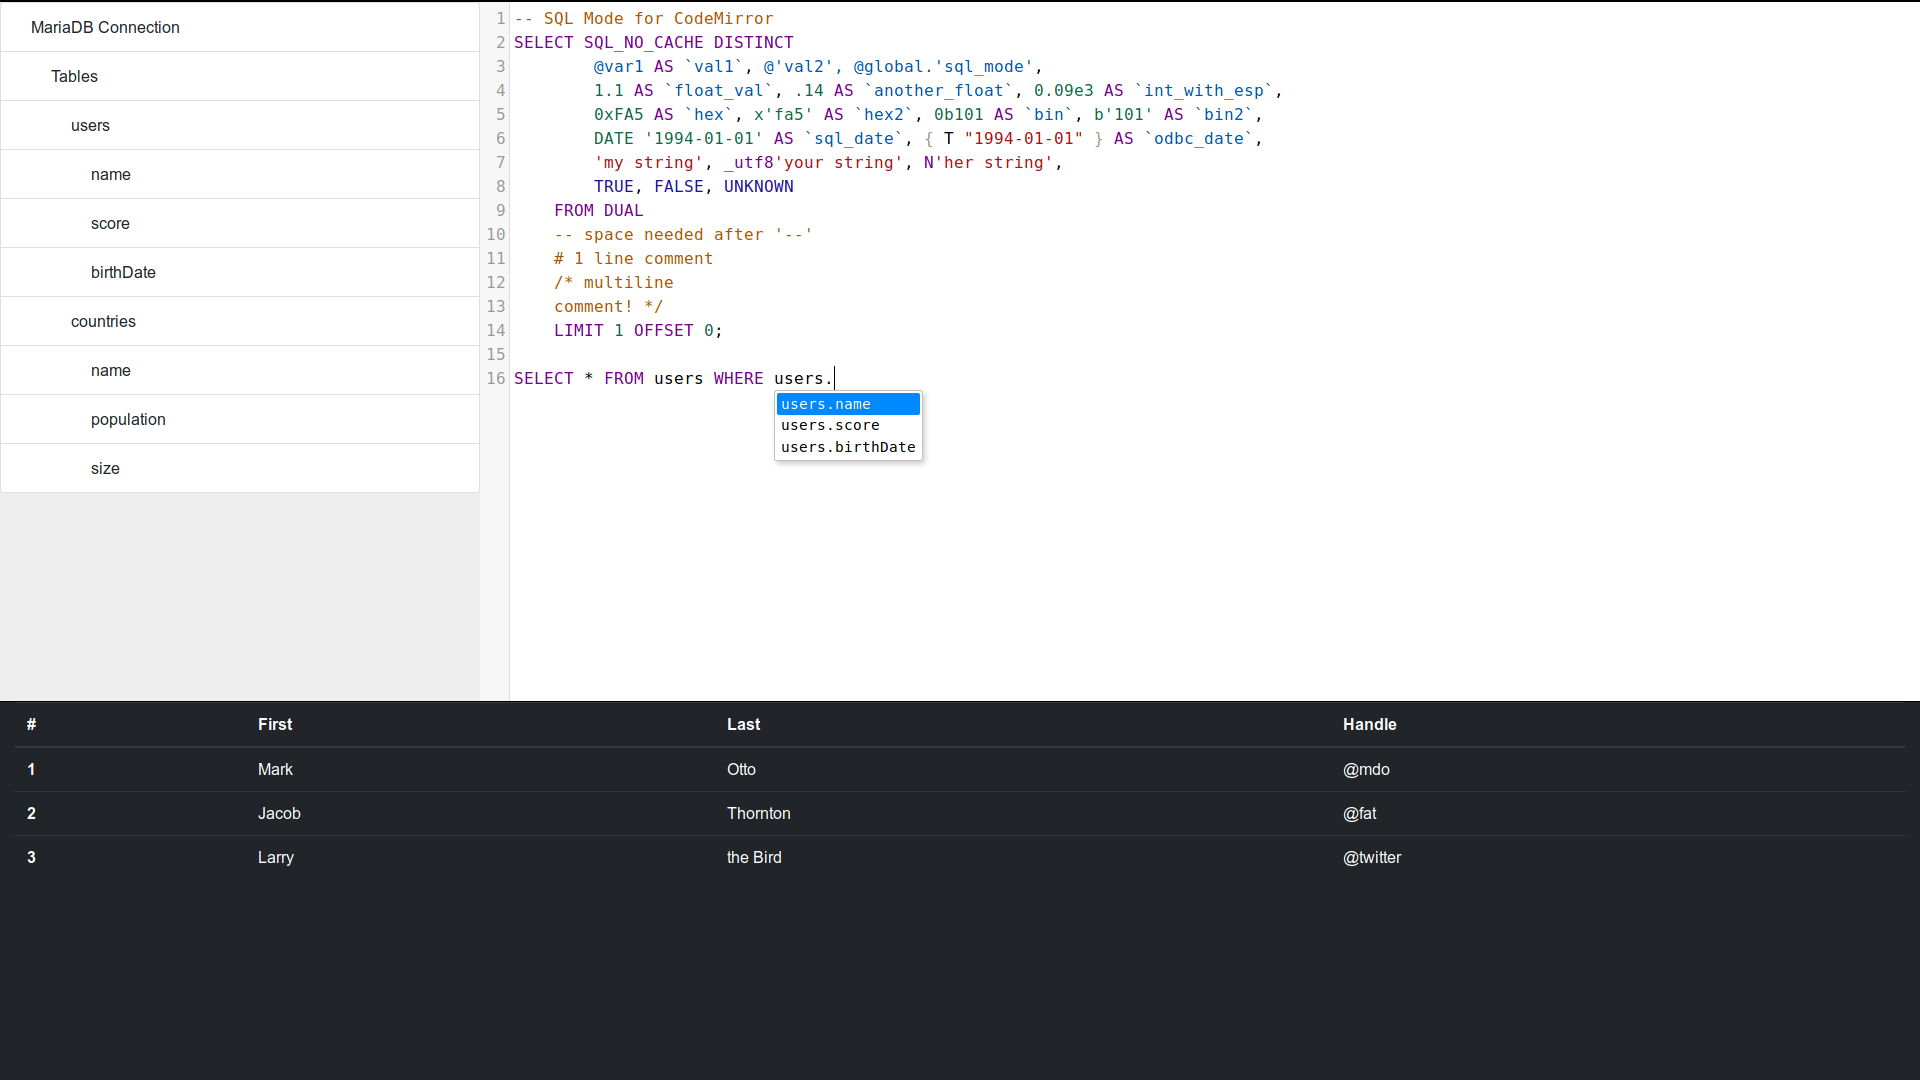 MariaDB Connection
Tables
users
name
score
birthDate
countries
name
population
size
1 -- SQL Mode for CodeMirror
2 SELECT SQL_NO_CACHE DISTINCT
3         @var1 AS `val1`, @'val2', @global.'sql_mode',
4         1.1 AS `float_val`, .14 AS `another_float`, 0.09e3 AS `int_with_esp`,
5         0xFA5 AS `hex`, x'fa5' AS `hex2`, 0b101 AS `bin`, b'101' AS `bin2`,
6         DATE '1994-01-01' AS `sql_date`, { T "1994-01-01" } AS `odbc_date`,
7         'my string', _utf8'your string', N'her string',
8         TRUE, FALSE, UNKNOWN
9     FROM DUAL
10     -- space needed after '--'
11     # 1 line comment
12     /* multiline
13     comment! */
14     LIMIT 1 OFFSET 0;
15
16 SELECT * FROM users WHERE users.
users.name
users.score
users.birthDate
# First Last Handle
1 Mark Otto @mdo
2 Jacob Thornton @fat
3 Larry the Bird @twitter